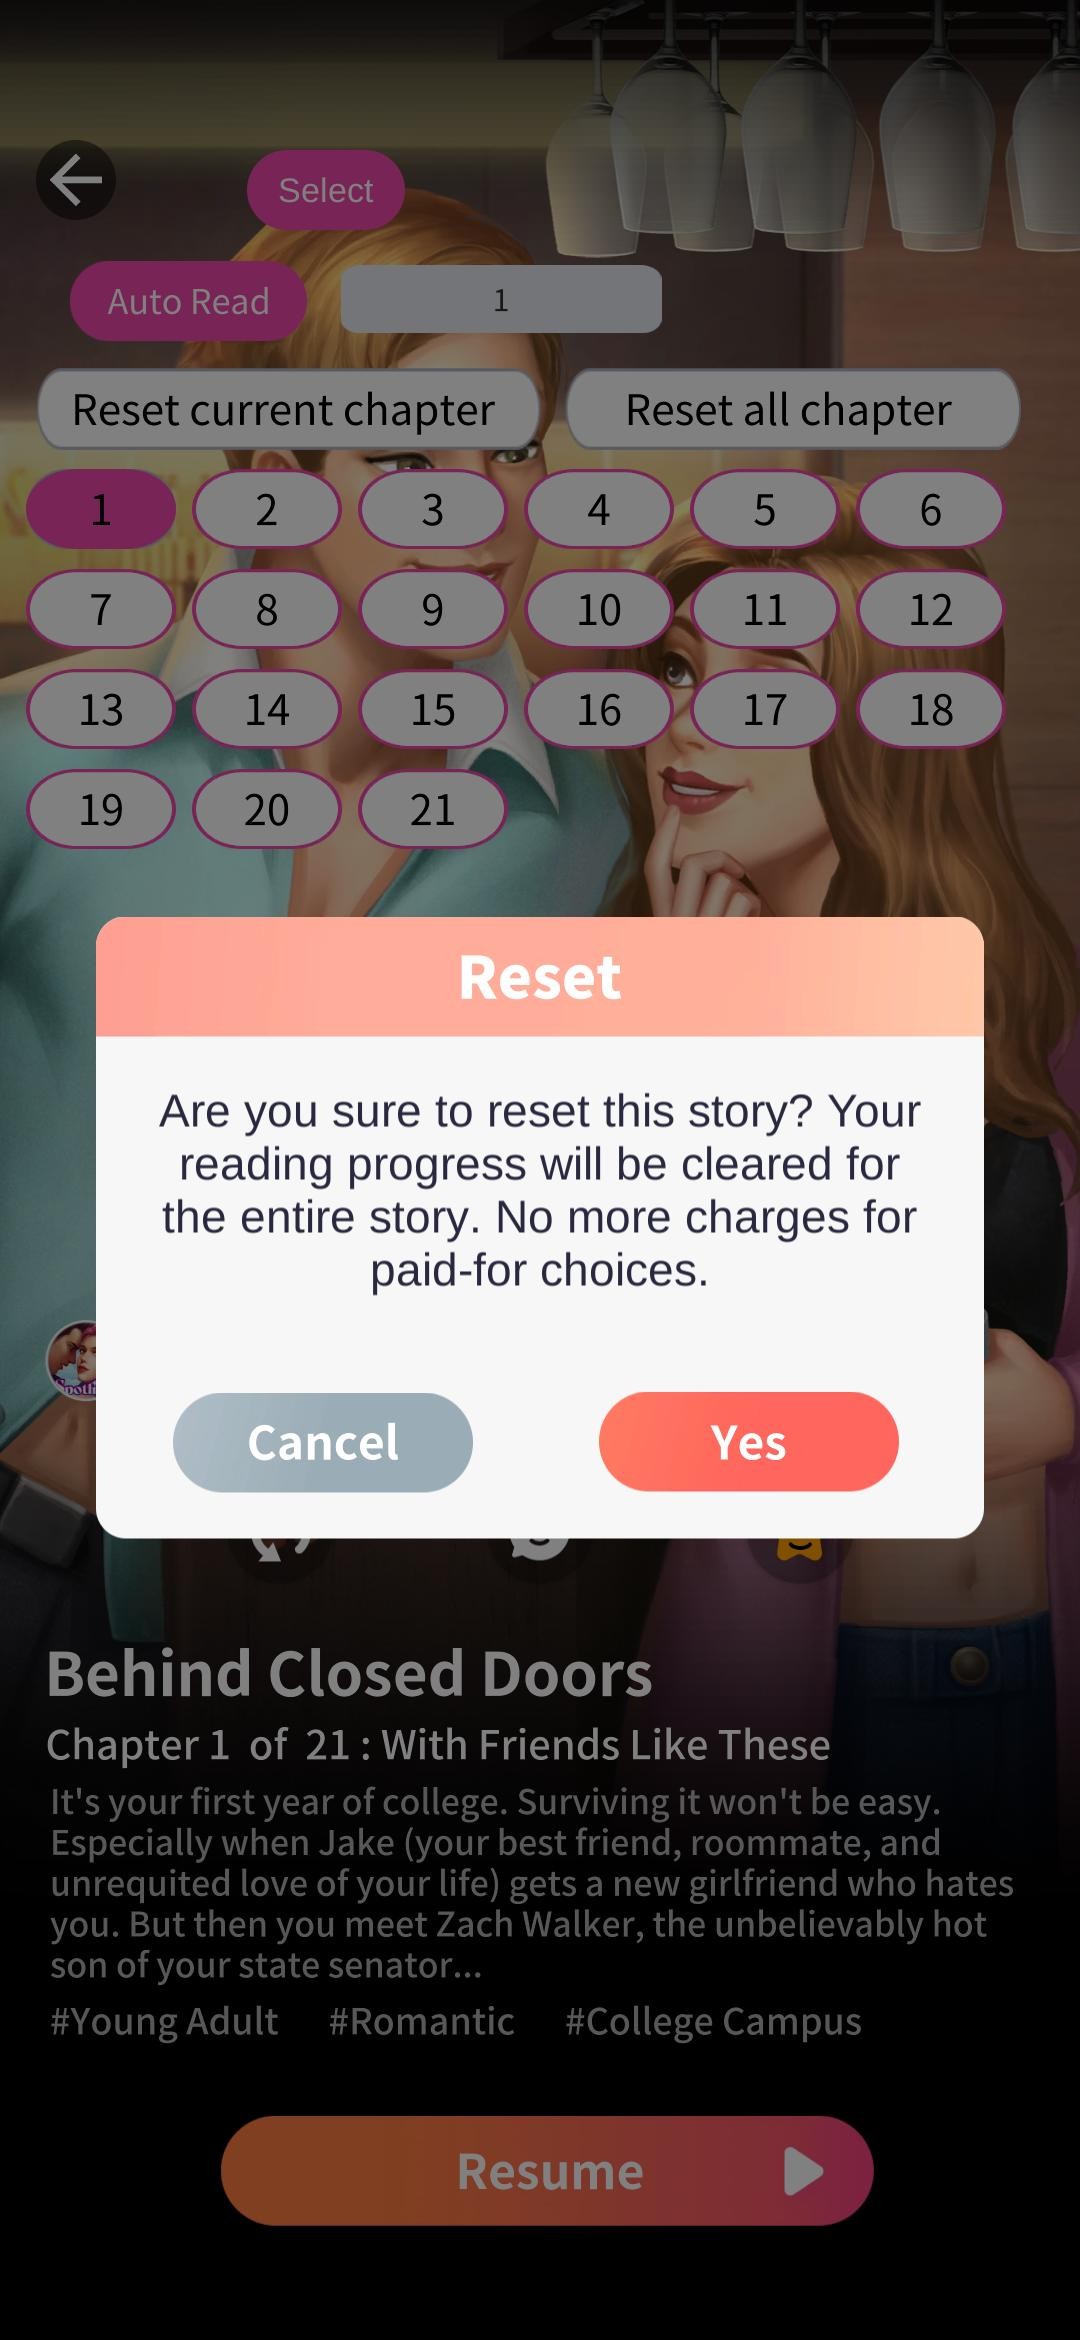 Select
Auto Read
1
Reset current chapter
Reset all chapter
1 2 3 4 5 6
7 8 9 10 11 12
13 14 15 16 17 18
19 20 21
Reset
Are you sure to reset this story? Your
reading progress will be cleared for
the entire story. No more charges for
paid-for choices.
Cancel
Yes
Behind Closed Doors
Chapter 1 of 21 : With Friends Like These
It's your first year of college. Surviving it won't be easy.
Especially when Jake (your best friend, roommate, and
unrequited love of your life) gets a new girlfriend who hates
you. But then you meet Zach Walker, the unbelievably hot
son of your state senator...
#Young Adult #Romantic #College Campus
Resume